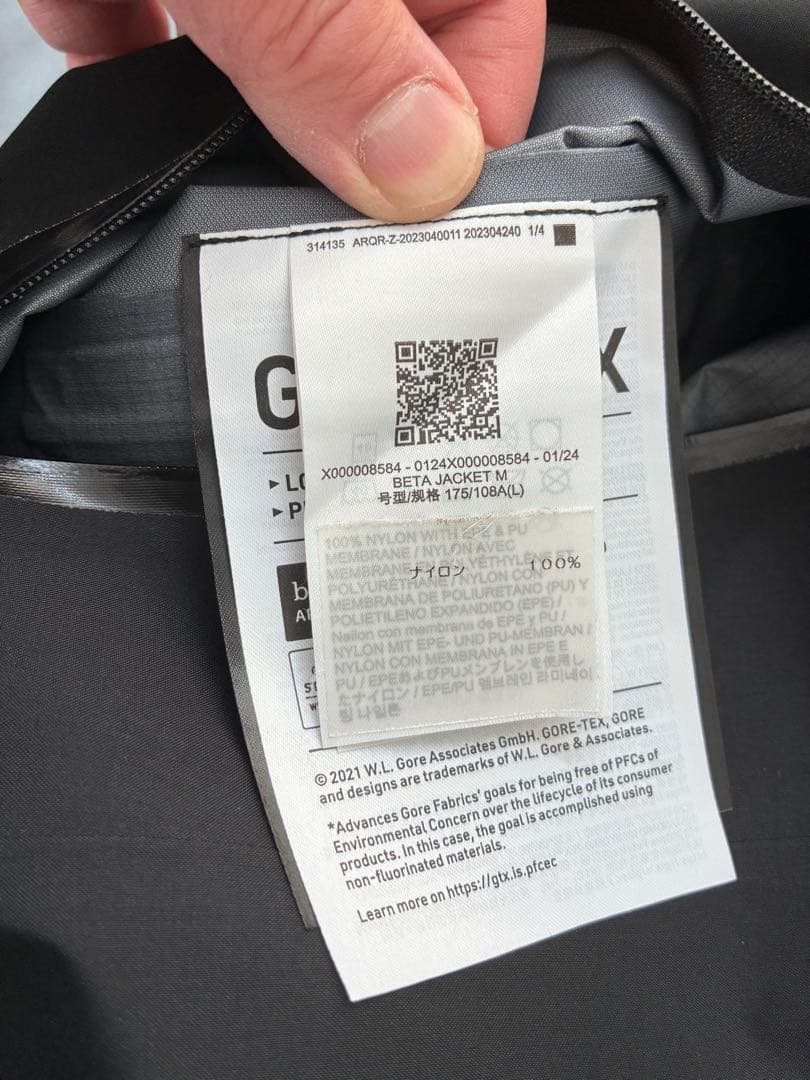 314135 ARQR-Z-2023040011 202304240 1/4
G
X
X000008584 - 0124X000008584 - 01/24
BETA JACKET M
号型/规格 175/108A(L)
▸LO
▸P
100% NYLON WITH EPE & PU
MEMBRANE / NYLON AVEC
ナイロン 100%
POLYURÉTHANE / NYLON CON
MEMBRANA DE POLIURETANO (PU) Y
POLIETILENO EXPANDIDO (EPE) /
Nailon con membrana de EPE y PU /
NYLON MIT EPE- UND PU-MEMBRAN /
NYLON CON MEMBRANA IN EPE E
PU / EPEおよびPUメンブレンを使用し
たナイロン / EPE/PU 멤브레인 라미네이
팅 나일론
© 2021 W.L. Gore Associates GmbH. GORE-TEX, GORE
and designs are trademarks of W.L. Gore & Associates.
*Advances Gore Fabrics' goals for being free of PFCs of
Environmental Concern over the lifecycle of its consumer
products. In this case, the goal is accomplished using
non-fluorinated materials.
Learn more on https://gtx.is.pfcec